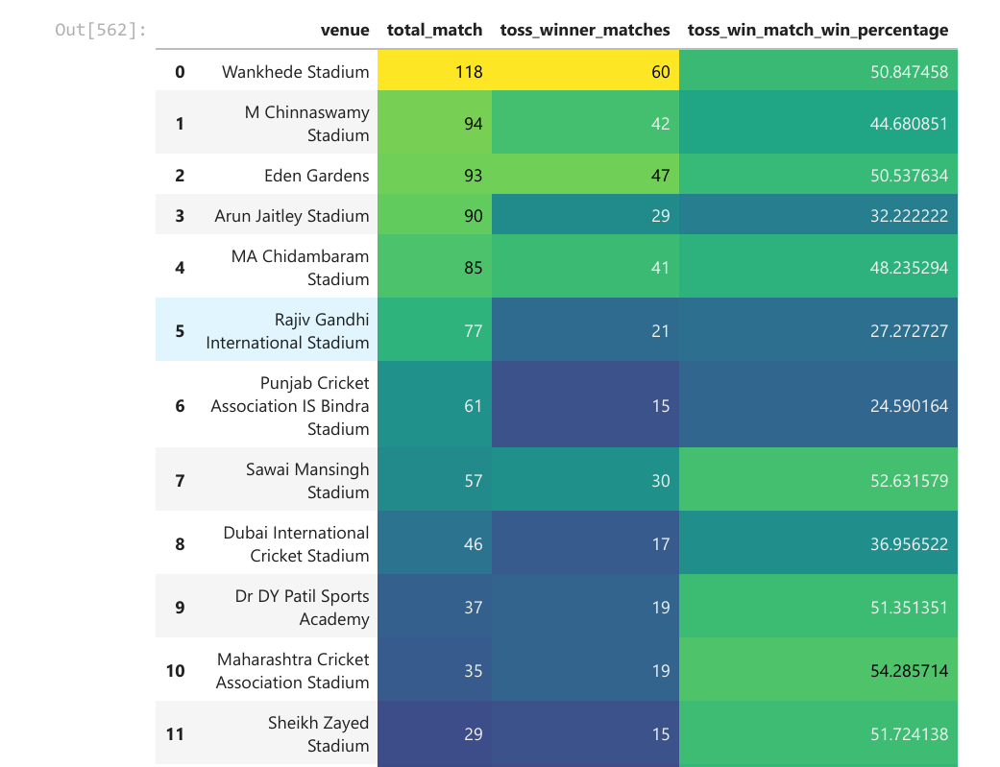 Out[562]:
venue total_match toss_winner_matches toss_win_match_win_percentage
0 Wankhede Stadium 118 60 50.847458
1 M Chinnaswamy
Stadium 94 42 44.680851
2 Eden Gardens 93 47 50.537634
3 Arun Jaitley Stadium 90 29 32.222222
4 MA Chidambaram
Stadium 85 41 48.235294
5 Rajiv Gandhi
International Stadium 77 21 27.272727
6 Punjab Cricket
Association IS Bindra
Stadium 61 15 24.590164
7 Sawai Mansingh
Stadium 57 30 52.631579
8 Dubai International
Cricket Stadium 46 17 36.956522
9 Dr DY Patil Sports
Academy 37 19 51.351351
10 Maharashtra Cricket
Association Stadium 35 19 54.285714
11 Sheikh Zayed
Stadium 29 15 51.724138